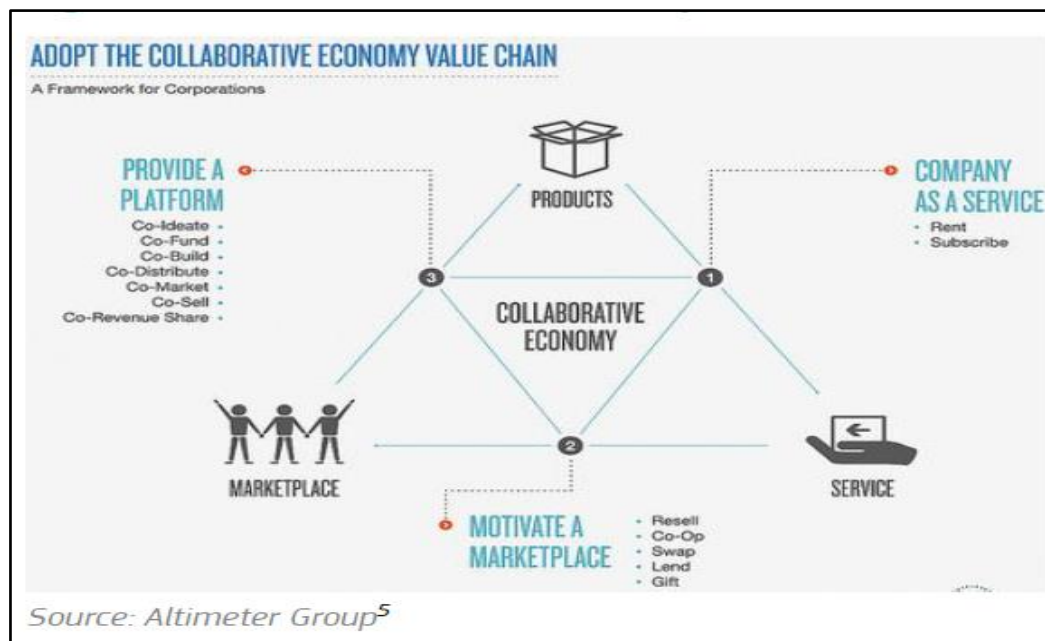 ADOPT THE COLLABORATIVE ECONOMY VALUE CHAIN
A Framework for Corporations
PROVIDE A
PLATFORM
Co-Ideate
Co-Fund
Co-Build
Co-Distribute
Co-Market
Co-Sell
Co-Revenue Share
PRODUCTS
COMPANY
AS A SERVICE
Rent
Subscribe
3
1
COLLABORATIVE
ECONOMY
2
MARKETPLACE
SERVICE
MOTIVATE A
MARKETPLACE
Resell
Co-Op
Swap
Lend
Gift
Source: Altimeter Group5